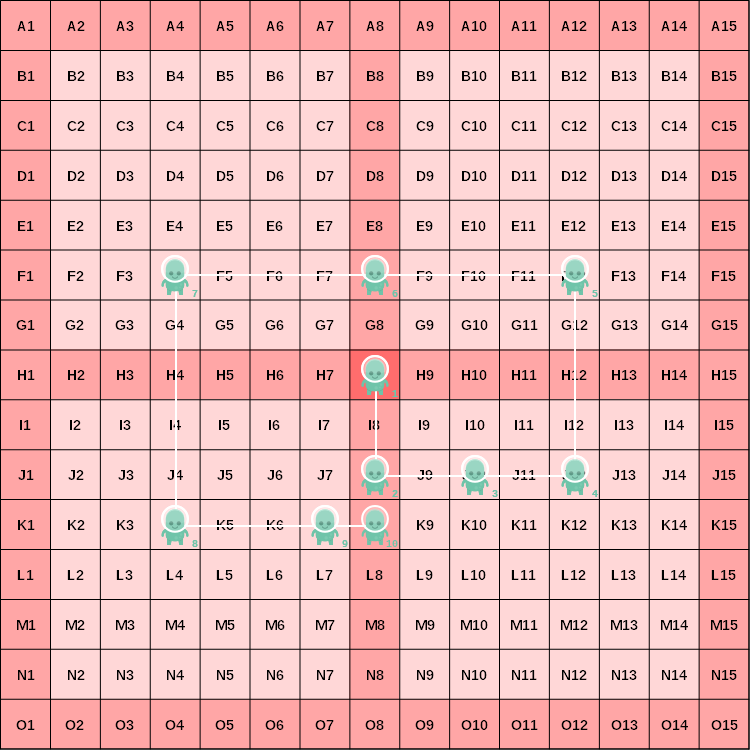 A1 A2 A3 A4 A5 A6 A7 A8 A9 A10 A11 A12 A13 A14 A15
B1 B2 B3 B4 B5 B6 B7 B8 B9 B10 B11 B12 B13 B14 B15
C1 C2 C3 C4 C5 C6 C7 C8 C9 C10 C11 C12 C13 C14 C15
D1 D2 D3 D4 D5 D6 D7 D8 D9 D10 D11 D12 D13 D14 D15
E1 E2 E3 E4 E5 E6 E7 E8 E9 E10 E11 E12 E13 E14 E15
F1 F2 F3 7 F5 F6 F7 6 F9 F10 F11 5 F13 F14 F15
G1 G2 G3 G4 G5 G6 G7 G8 G9 G10 G11 G12 G13 G14 G15
H1 H2 H3 H4 H5 H6 H7 1 H9 H10 H11 H12 H13 H14 H15
I1 I2 I3 I4 I5 I6 I7 I8 I9 I10 I11 I12 I13 I14 I15
J1 J2 J3 J4 J5 J6 J7 2 J9 3 J11 4 J13 J14 J15
K1 K2 K3 8 K5 K6 9 10 K9 K10 K11 K12 K13 K14 K15
L1 L2 L3 L4 L5 L6 L7 L8 L9 L10 L11 L12 L13 L14 L15
M1 M2 M3 M4 M5 M6 M7 M8 M9 M10 M11 M12 M13 M14 M15
N1 N2 N3 N4 N5 N6 N7 N8 N9 N10 N11 N12 N13 N14 N15
O1 O2 O3 O4 O5 O6 O7 O8 O9 O10 O11 O12 O13 O14 O15